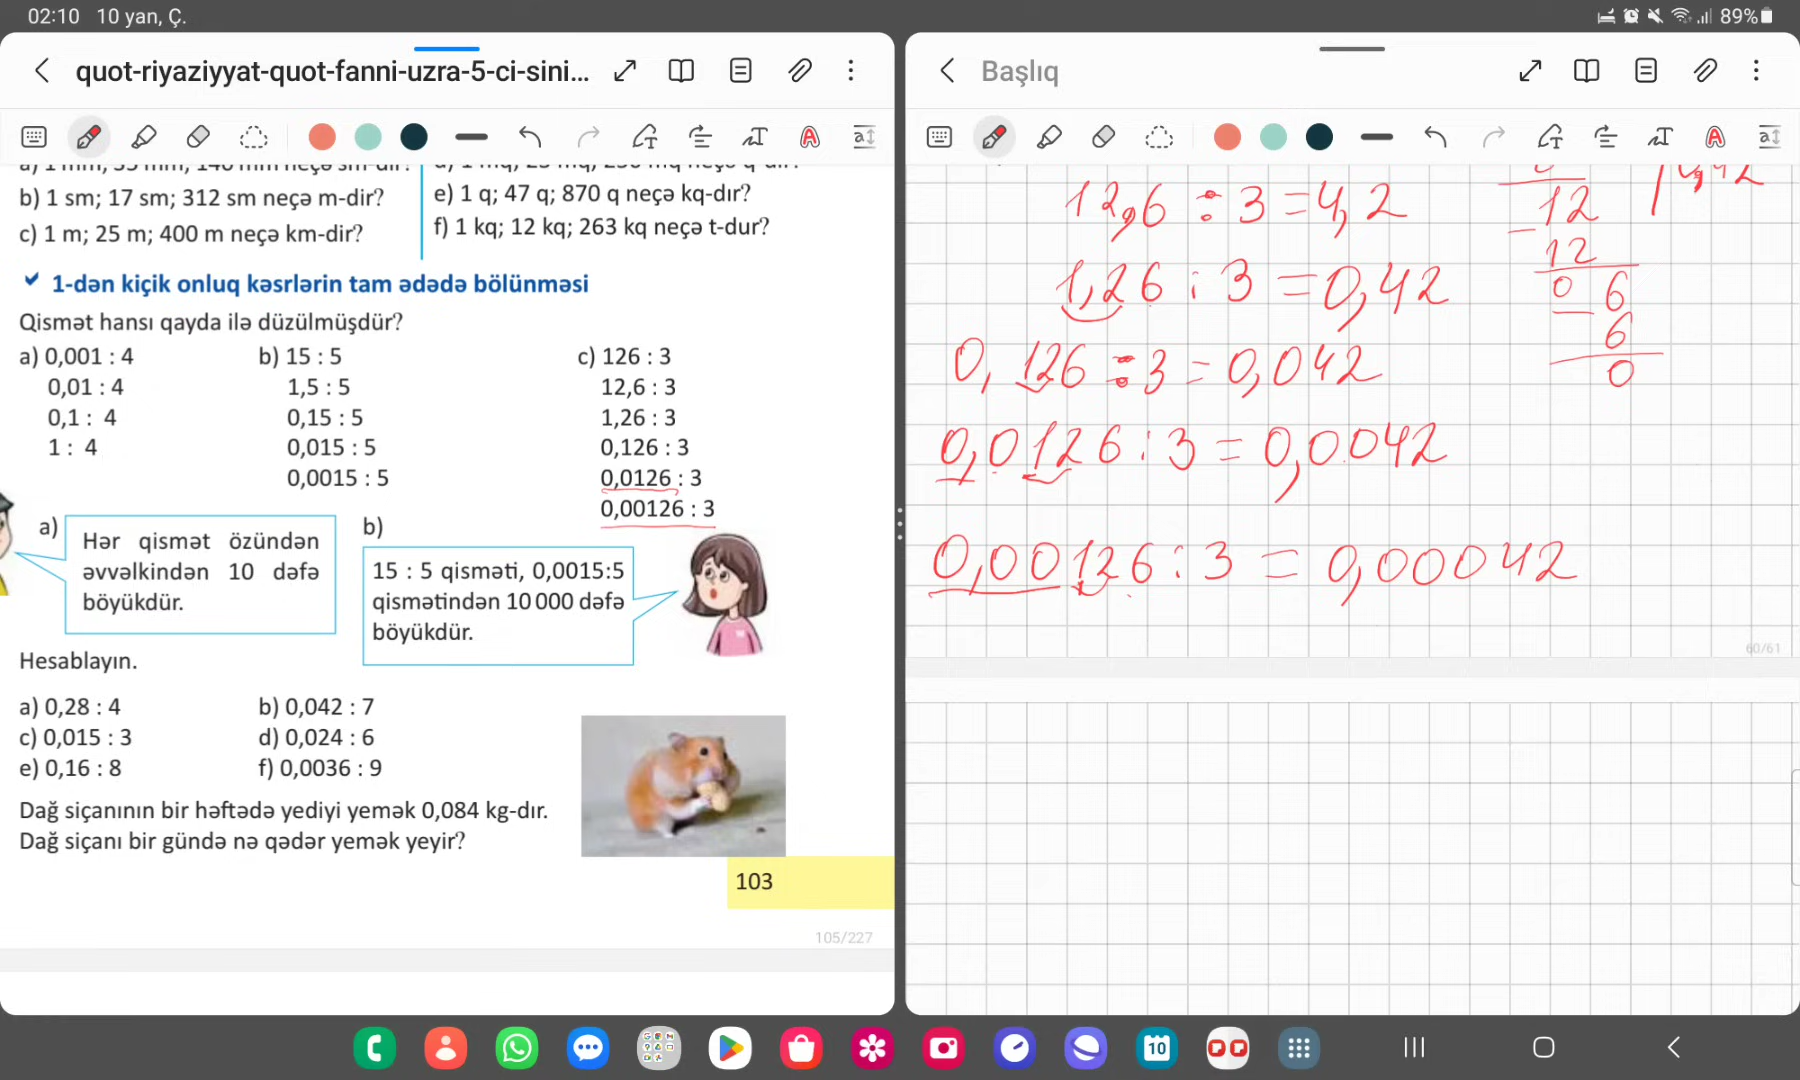 02:10 10 yan, Ç.
89%
quot-riyaziyyat-quot-fanni-uzra-5-ci-sini...
b) 1 sm; 17 sm; 312 sm neçə m-dir?
c) 1 m; 25 m; 400 m neçə km-dir?
e) 1 q; 47 q; 870 q neçə kq-dır?
f) 1 kq; 12 kq; 263 kq neçə t-dur?
1-dən kiçik onluq kəsrlərin tam ədədə bölünməsi
Qismət hansı qayda ilə düzülmüşdür?
a) 0,001 : 4
0,01 : 4
0,1 : 4
1 : 4
b) 15 : 5
1,5 : 5
0,15 : 5
0,015 : 5
0,0015 : 5
c) 126 : 3
12,6 : 3
1,26 : 3
0,126 : 3
0,0126 : 3
0,00126 : 3
a)
Hər qismət özündən
əvvəlkindən 10 dəfə
böyükdür.
b)
15 : 5 qisməti, 0,0015:5
qismətindən 10 000 dəfə
böyükdür.
Hesablayın.
a) 0,28 : 4
b) 0,042 : 7
c) 0,015 : 3
d) 0,024 : 6
e) 0,16 : 8
f) 0,0036 : 9
Dağ siçanının bir həftədə yediyi yemək 0,084 kg-dır.
Dağ siçanı bir gündə nə qədər yemək yeyir?
103
105/227
Başlıq
12,6 : 3 = 4,2
1,26 : 3 = 0,42
0,126 : 3 = 0,042
0,0126 : 3 = 0,0042
0,00126 : 3 = 0,00042
12
12
0 6
6
0
60/61
10